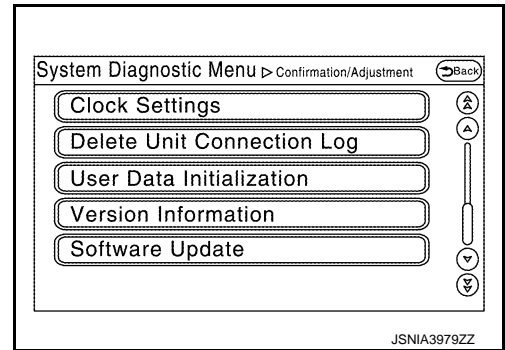 System Diagnostic Menu ▷ Confirmation/Adjustment Back
Clock Settings
Delete Unit Connection Log
User Data Initialization
Version Information
Software Update
JSNIA3979ZZ